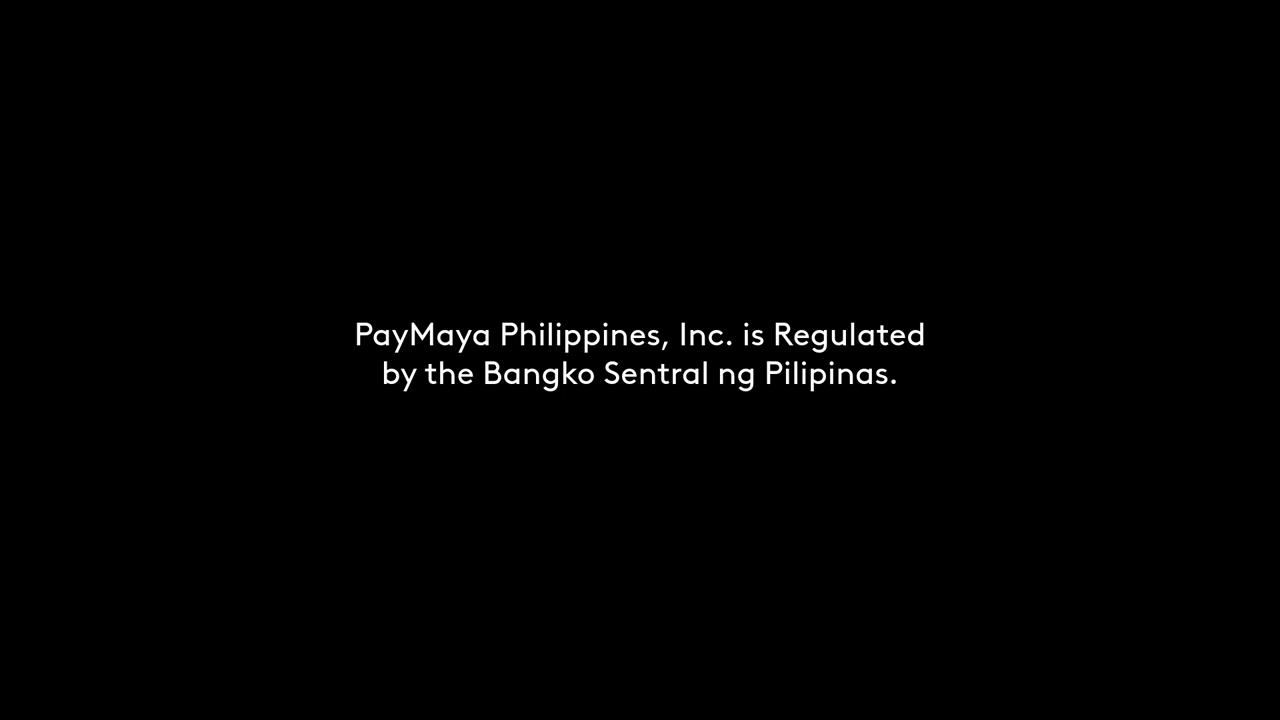 PayMaya Philippines, Inc. is Regulated
by the Bangko Sentral ng Pilipinas.